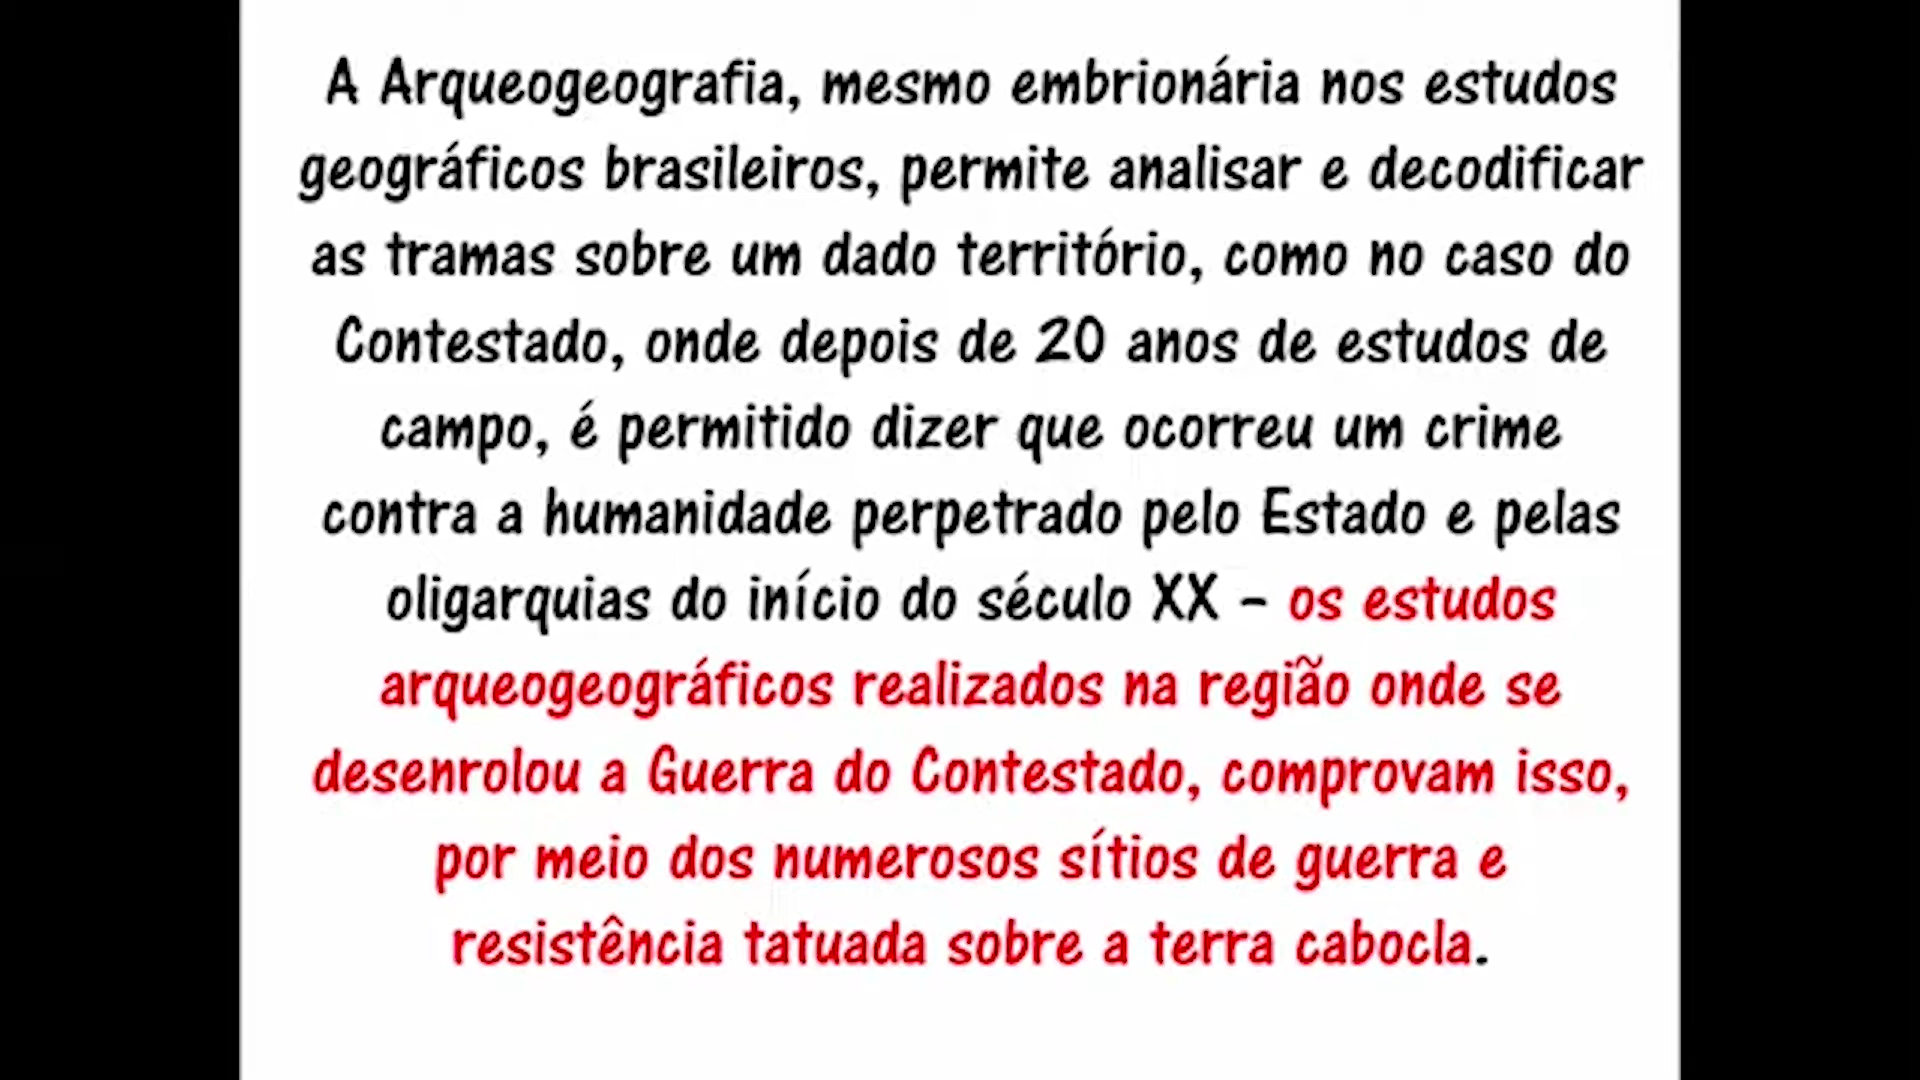 A Arqueogeografia, mesmo embrionária nos estudos
geográficos brasileiros, permite analisar e decodificar
as tramas sobre um dado território, como no caso do
Contestado, onde depois de 20 anos de estudos de
campo, é permitido dizer que ocorreu um crime
contra a humanidade perpetrado pelo Estado e pelas
oligarquias do início do século XX – os estudos
arqueogeográficos realizados na região onde se
desenrolou a Guerra do Contestado, comprovam isso,
por meio dos numerosos sítios de guerra e
resistência tatuada sobre a terra cabocla.